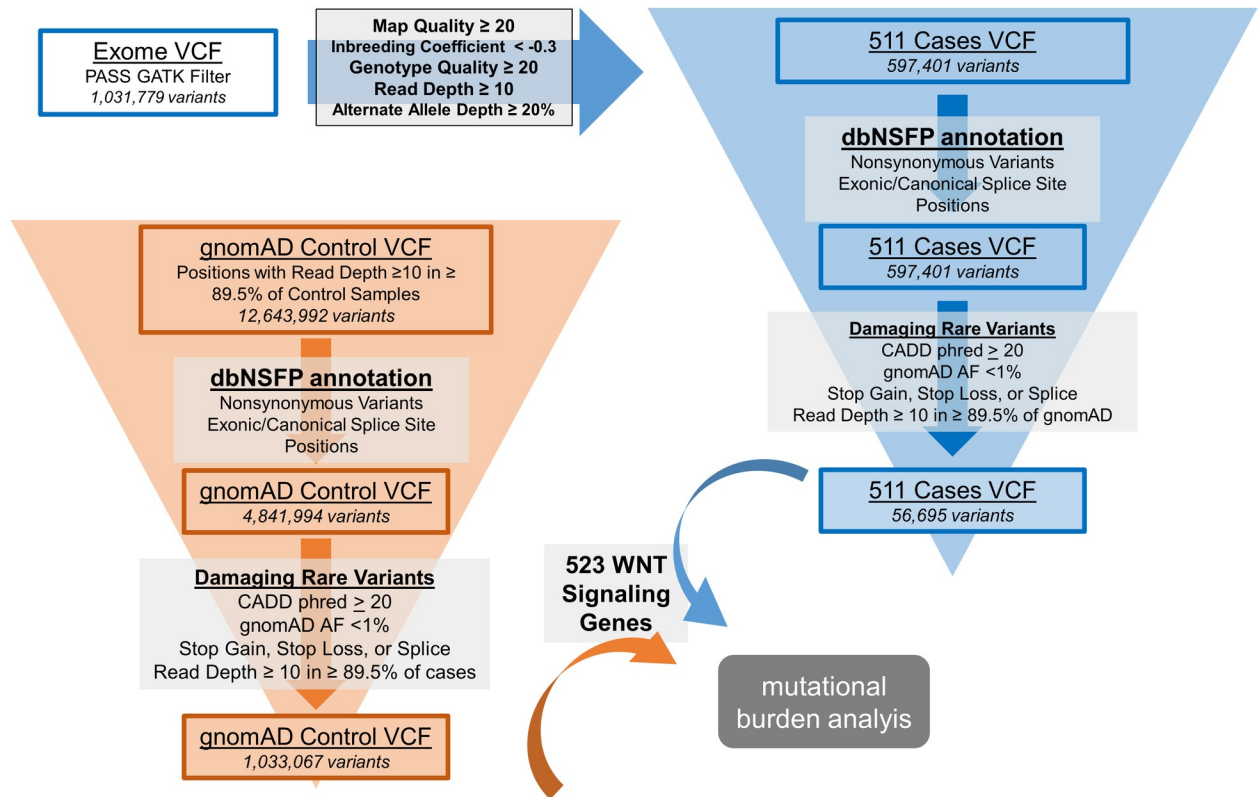 Exome VCF
PASS GATK Filter
1,031,779 variants
Map Quality ≥ 20
Inbreeding Coefficient < -0.3
Genotype Quality ≥ 20
Read Depth ≥ 10
Alternate Allele Depth ≥ 20%
511 Cases VCF
597,401 variants
dbNSFP annotation
Nonsynonymous Variants
Exonic/Canonical Splice Site
Positions
511 Cases VCF
597,401 variants
Damaging Rare Variants
CADD phred ≥ 20
gnomAD AF <1%
Stop Gain, Stop Loss, or Splice
Read Depth ≥ 10 in ≥ 89.5% of gnomAD
511 Cases VCF
56,695 variants
gnomAD Control VCF
Positions with Read Depth ≥10 in ≥
89.5% of Control Samples
12,643,992 variants
dbNSFP annotation
Nonsynonymous Variants
Exonic/Canonical Splice Site
Positions
gnomAD Control VCF
4,841,994 variants
Damaging Rare Variants
CADD phred ≥ 20
gnomAD AF <1%
Stop Gain, Stop Loss, or Splice
Read Depth ≥ 10 in ≥ 89.5% of cases
gnomAD Control VCF
1,033,067 variants
523 WNT
Signaling
Genes
mutational
burden analyis